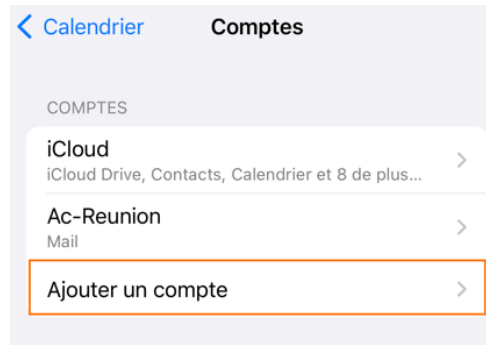 Calendrier
Comptes
COMPTES
iCloud
iCloud Drive, Contacts, Calendrier et 8 de plus...
Ac-Reunion
Mail
Ajouter un compte